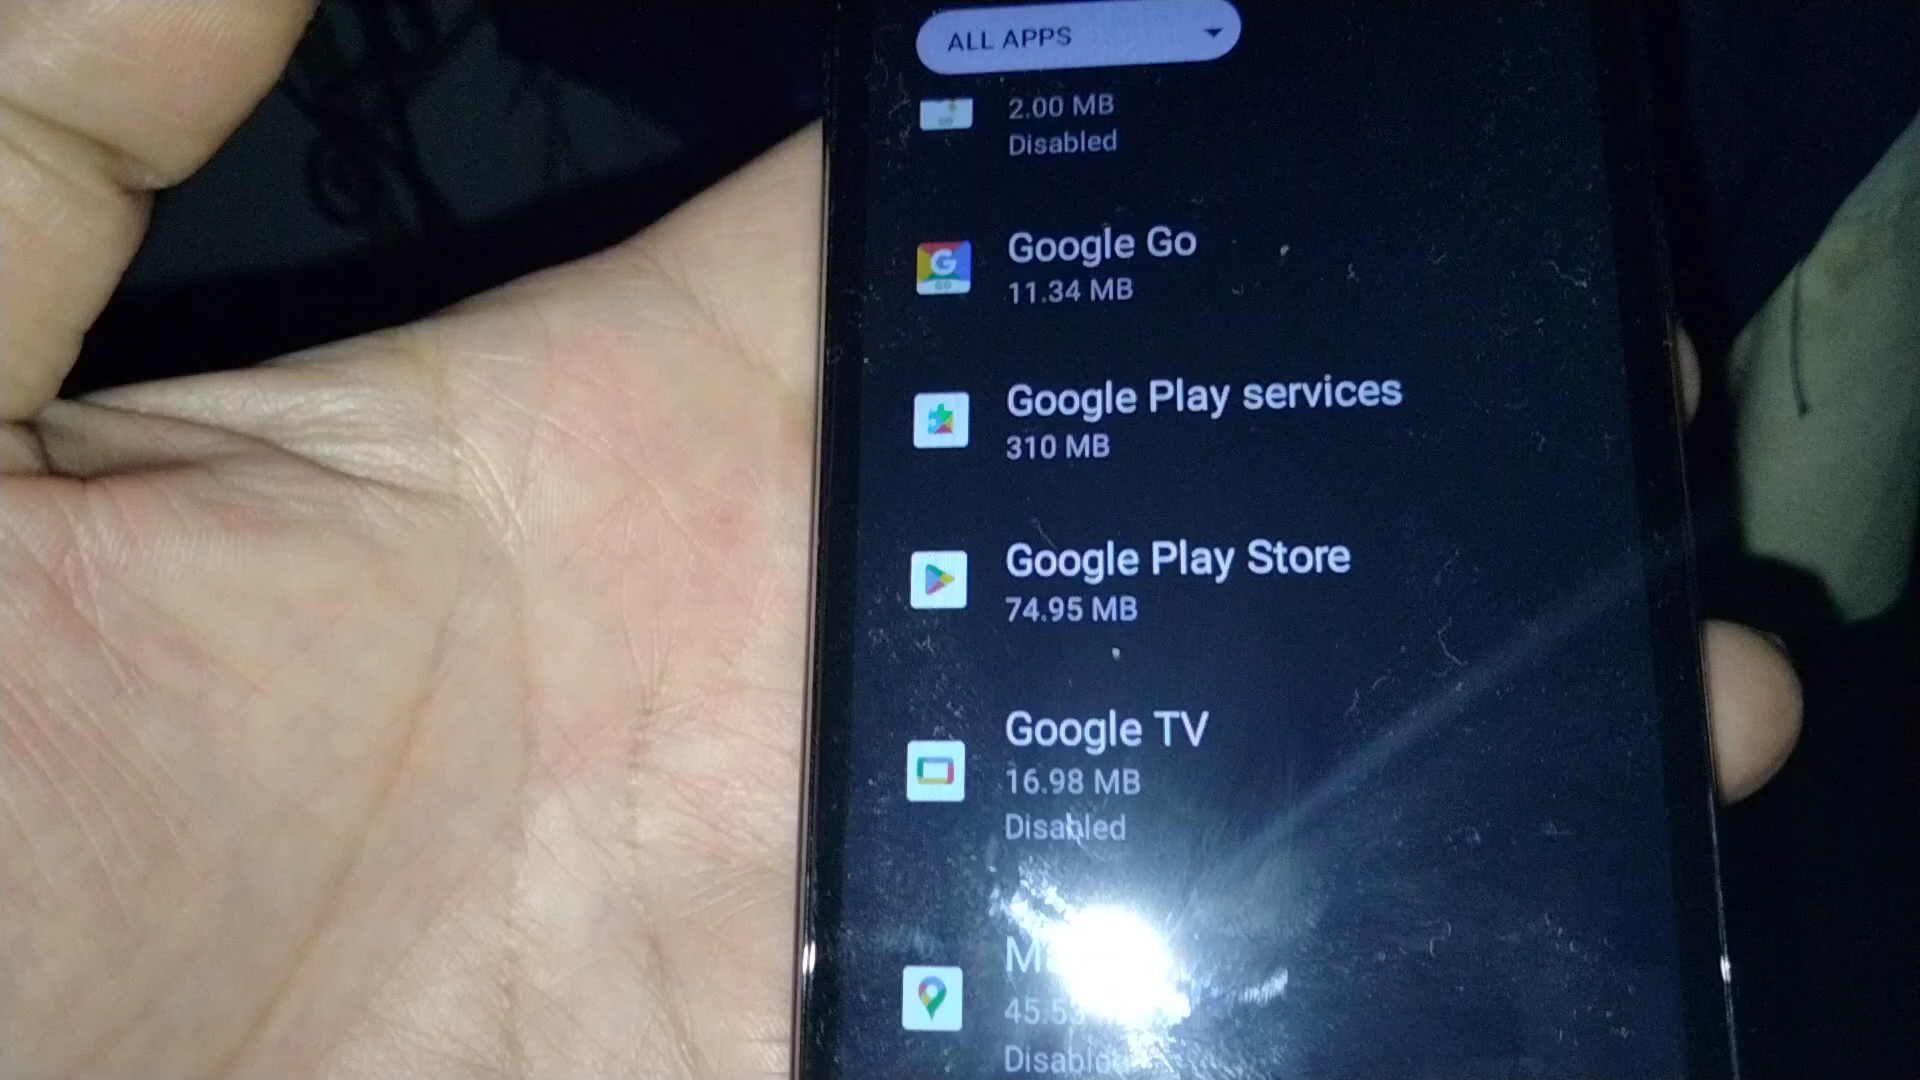 ALL APPS
2.00 MB
Disabled
Google Go
11.34 MB
Google Play services
310 MB
Google Play Store
74.95 MB
Google TV
16.98 MB
Disabled
Disabled